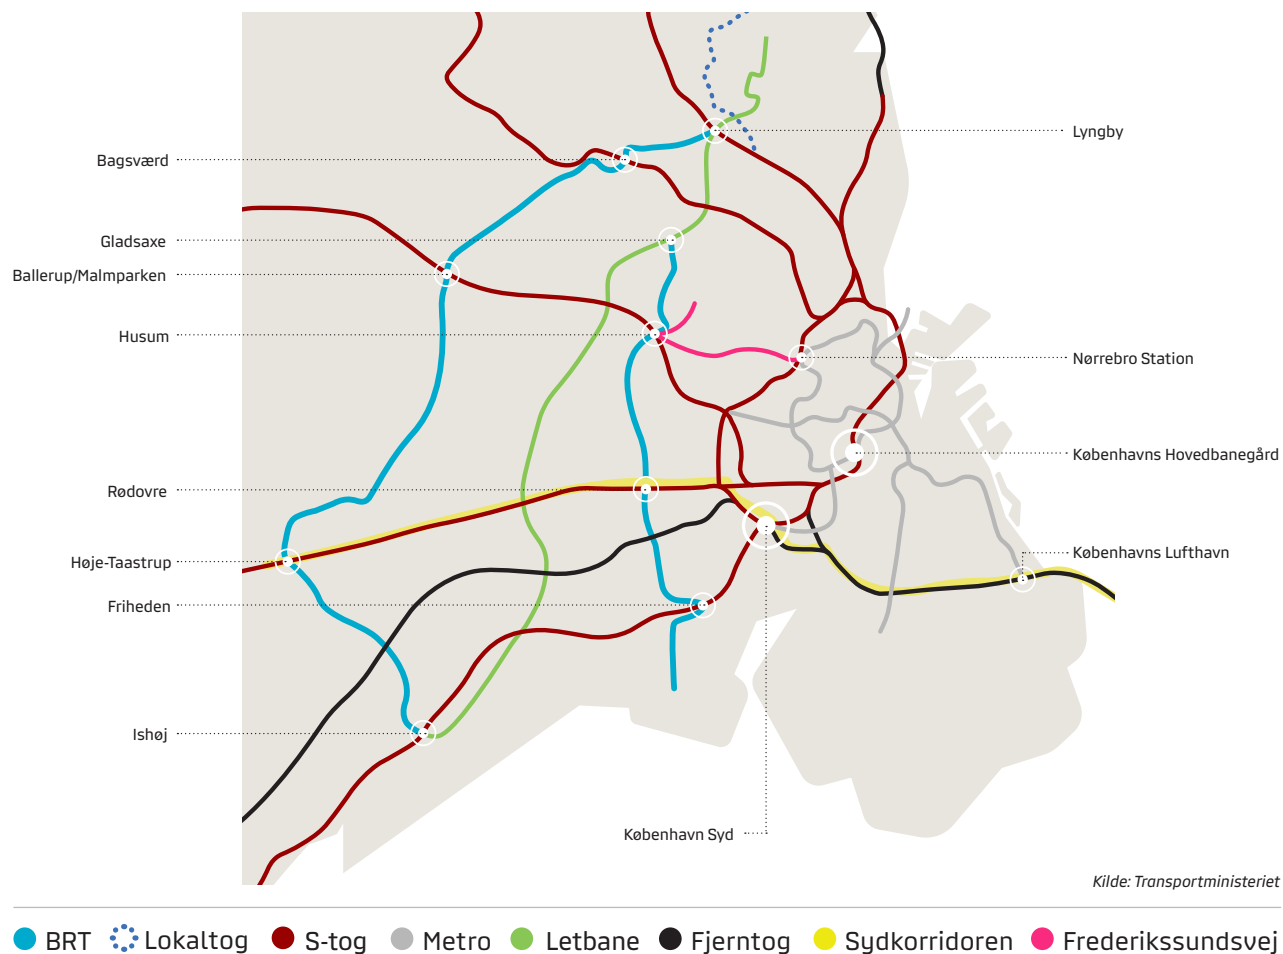 Lyngby
Bagsværd
Gladsaxe
Ballerup/Malmparken
Husum
Nørrebro Station
Københavns Hovedbanegård
Rødovre
Københavns Lufthavn
Høje-Taastrup
Friheden
Ishøj
København Syd
Kilde: Transportministeriet
BRT Lokaltog S-tog Metro Letbane Fjerntog Sydkorridoren Frederikssundsvej